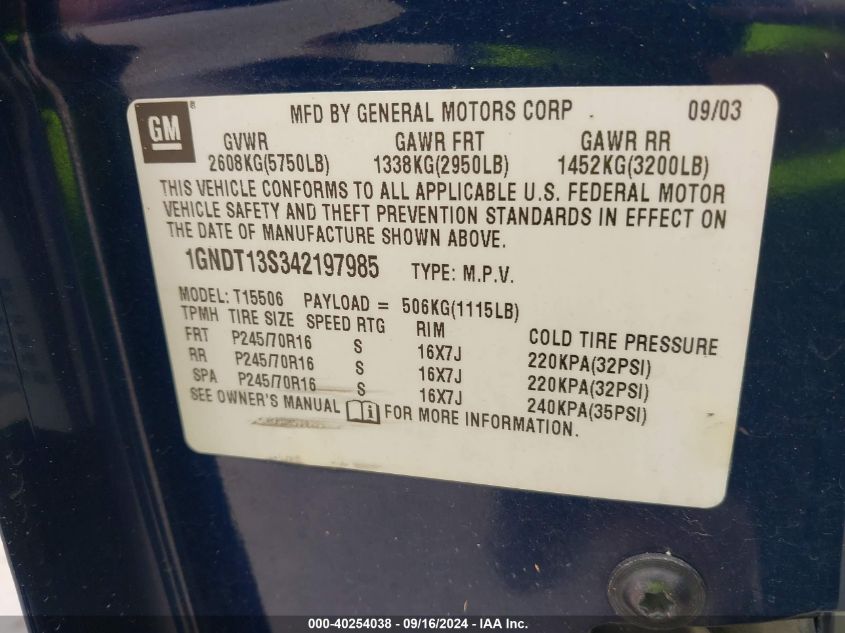 GM ®
MFD BY GENERAL MOTORS CORP 09/03
GVWR GAWR FRT GAWR RR
2608KG(5750LB) 1338KG(2950LB) 1452KG(3200LB)
THIS VEHICLE CONFORMS TO ALL APPLICABLE U.S. FEDERAL MOTOR
VEHICLE SAFETY AND THEFT PREVENTION STANDARDS IN EFFECT ON
THE DATE OF MANUFACTURE SHOWN ABOVE.
1GNDT13S342197985 TYPE: M.P.V.
MODEL: T15506 PAYLOAD = 506KG(1115LB)
TPMH TIRE SIZE SPEED RTG RIM COLD TIRE PRESSURE
FRT P245/70R16 S 16X7J 220KPA(32PSI)
RR P245/70R16 S 16X7J 220KPA(32PSI)
SPA P245/70R16 S 16X7J 240KPA(35PSI)
SEE OWNER'S MANUAL i FOR MORE INFORMATION.
000-40254038 - 09/16/2024 - IAA Inc.